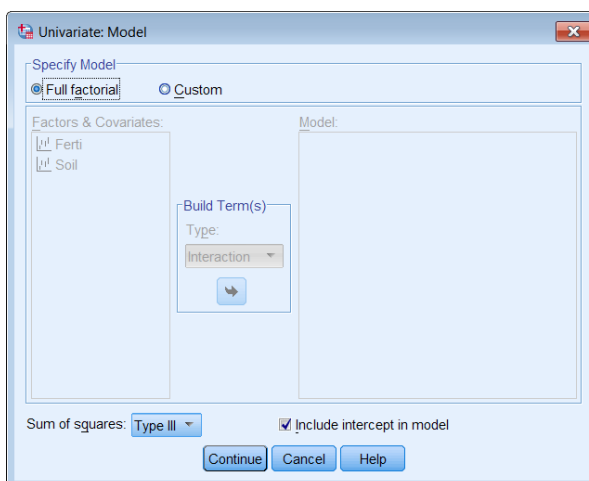 Univariate: Model
Specify Model
Full factorial
Custom
Factors & Covariates:
Model:
Ferti
Soil
Build Term(s)
Type:
Interaction
Sum of squares: Type III
Include intercept in model
Continue
Cancel
Help